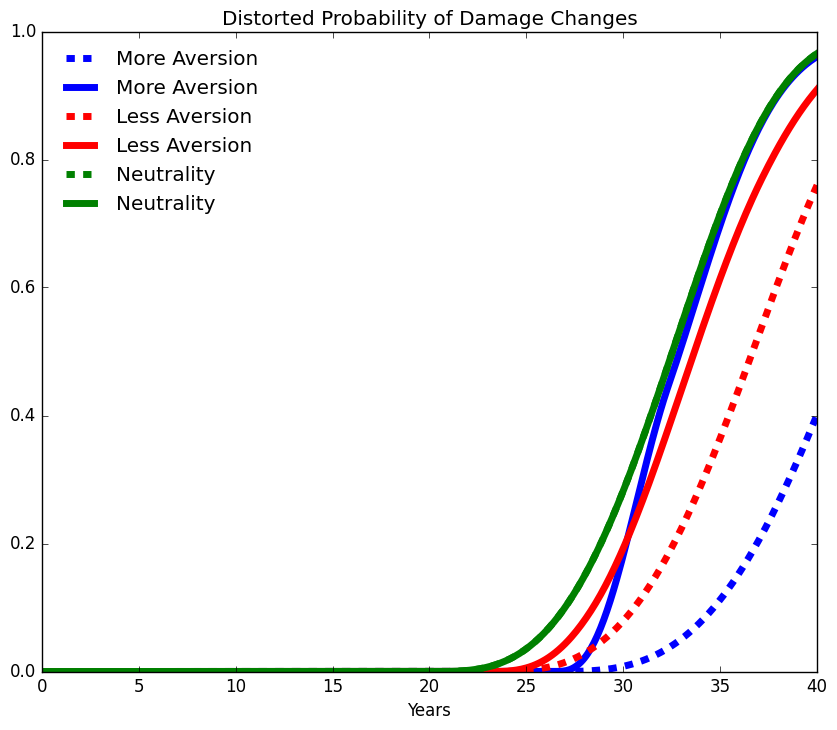 Distorted Probability of Damage Changes
1.0
More Aversion
More Aversion
Less Aversion
Less Aversion
Neutrality
Neutrality
0.8
0.6
0.4
0.2
0.0
0 5 10 15 20 25 30 35 40
Years